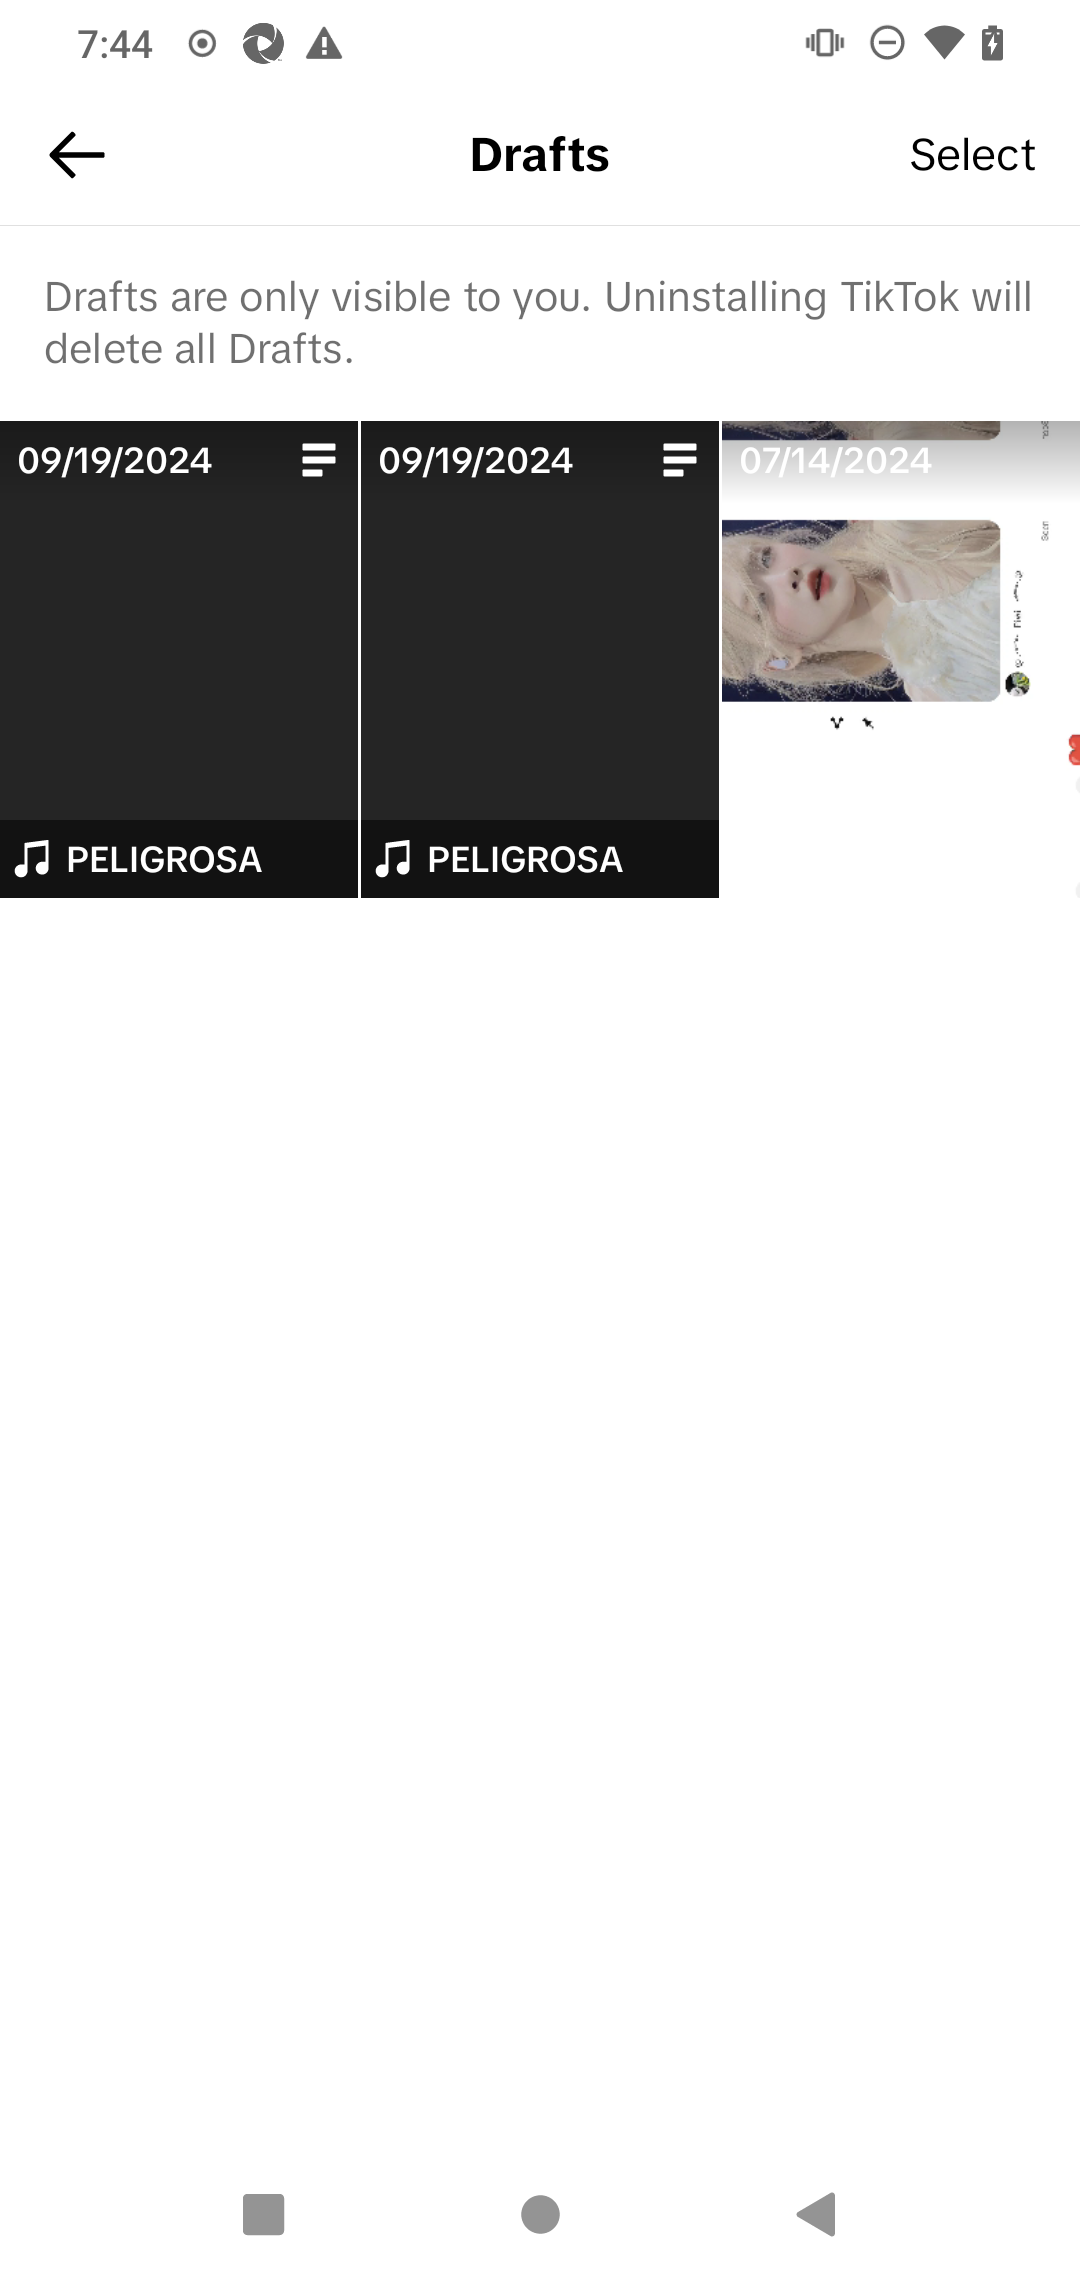 7:44
Drafts
Select
Drafts are only visible to you. Uninstalling TikTok will
delete all Drafts.
09/19/2024
09/19/2024
07/14/2024
PELIGROSA
PELIGROSA